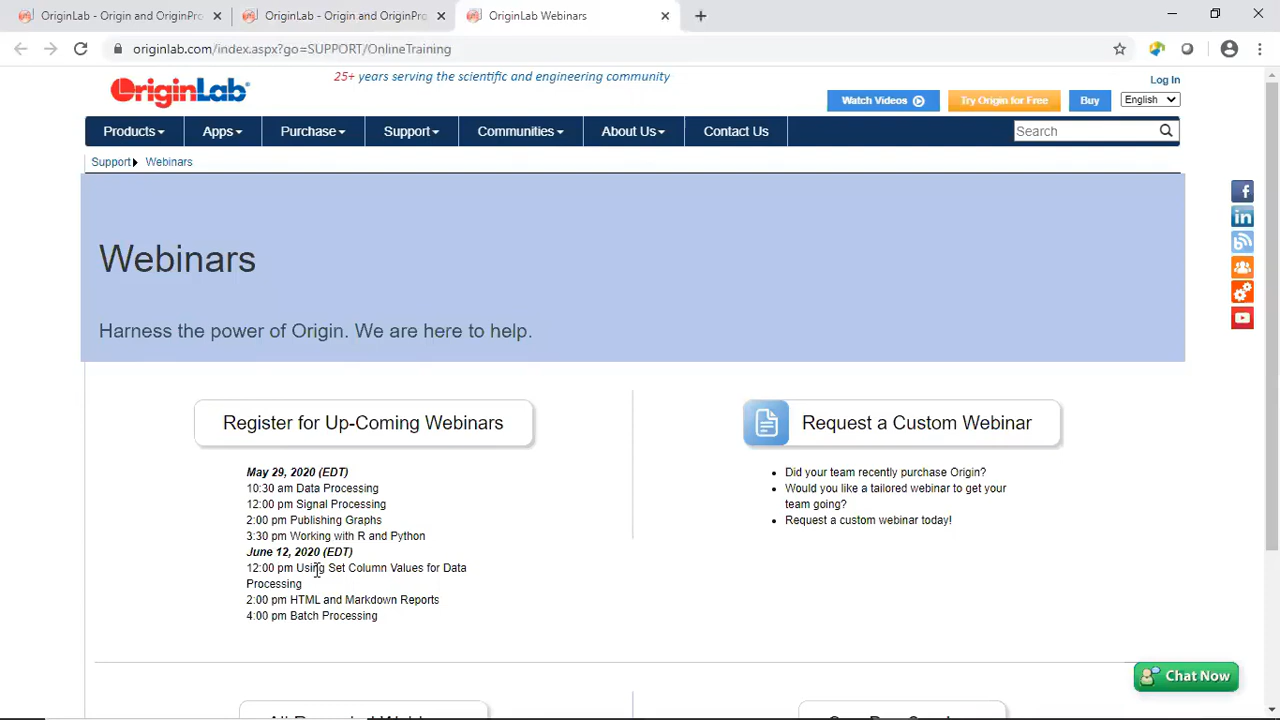 OriginLab - Origin and OriginPro
OriginLab - Origin and OriginPro
OriginLab Webinars
originlab.com/index.aspx?go=SUPPORT/OnlineTraining
OriginLab
25+ years serving the scientific and engineering community
Log In
Watch Videos
Try Origin for Free
Buy
English
Products
Apps
Purchase
Support
Communities
About Us
Contact Us
Search
Support
Webinars
Webinars
Harness the power of Origin. We are here to help.
Register for Up-Coming Webinars
May 29, 2020 (EDT)
10:30 am Data Processing
12:00 pm Signal Processing
2:00 pm Publishing Graphs
3:30 pm Working with R and Python
June 12, 2020 (EDT)
12:00 pm Using Set Column Values for Data
Processing
2:00 pm HTML and Markdown Reports
4:00 pm Batch Processing
Request a Custom Webinar
Did your team recently purchase Origin?
Would you like a tailored webinar to get your
team going?
Request a custom webinar today!
Chat Now